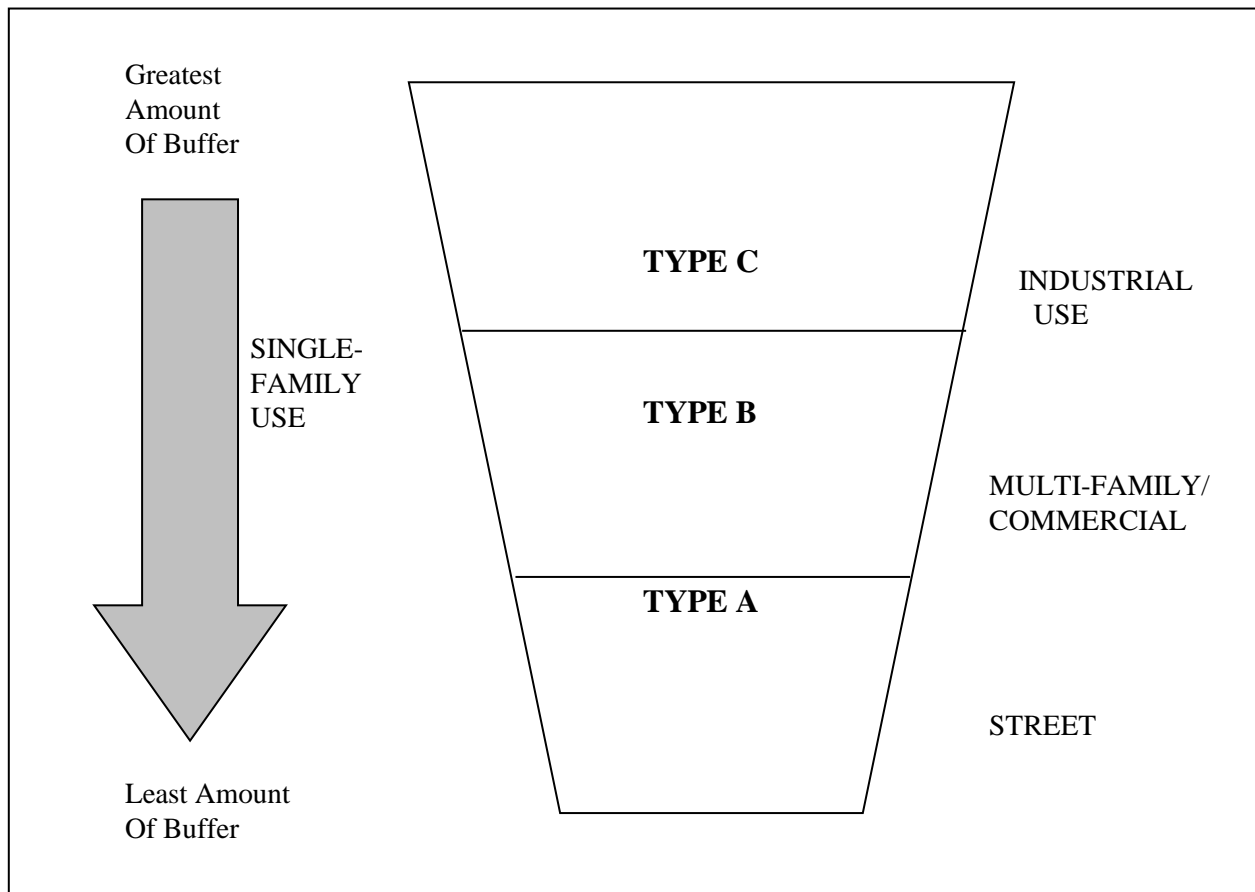 Greatest
Amount
Of Buffer
SINGLE-
FAMILY
USE
Least Amount
Of Buffer
TYPE C
TYPE B
TYPE A
INDUSTRIAL
USE
MULTI-FAMILY/
COMMERCIAL
STREET